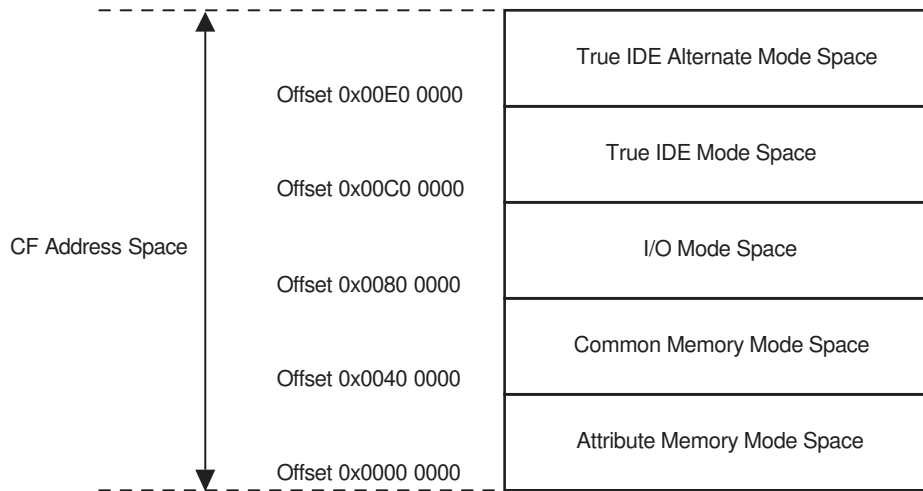 True IDE Alternate Mode Space
Offset 0x00E0 0000
True IDE Mode Space
Offset 0x00C0 0000
I/O Mode Space
CF Address Space
Offset 0x0080 0000
Common Memory Mode Space
Offset 0x0040 0000
Attribute Memory Mode Space
Offset 0x0000 0000